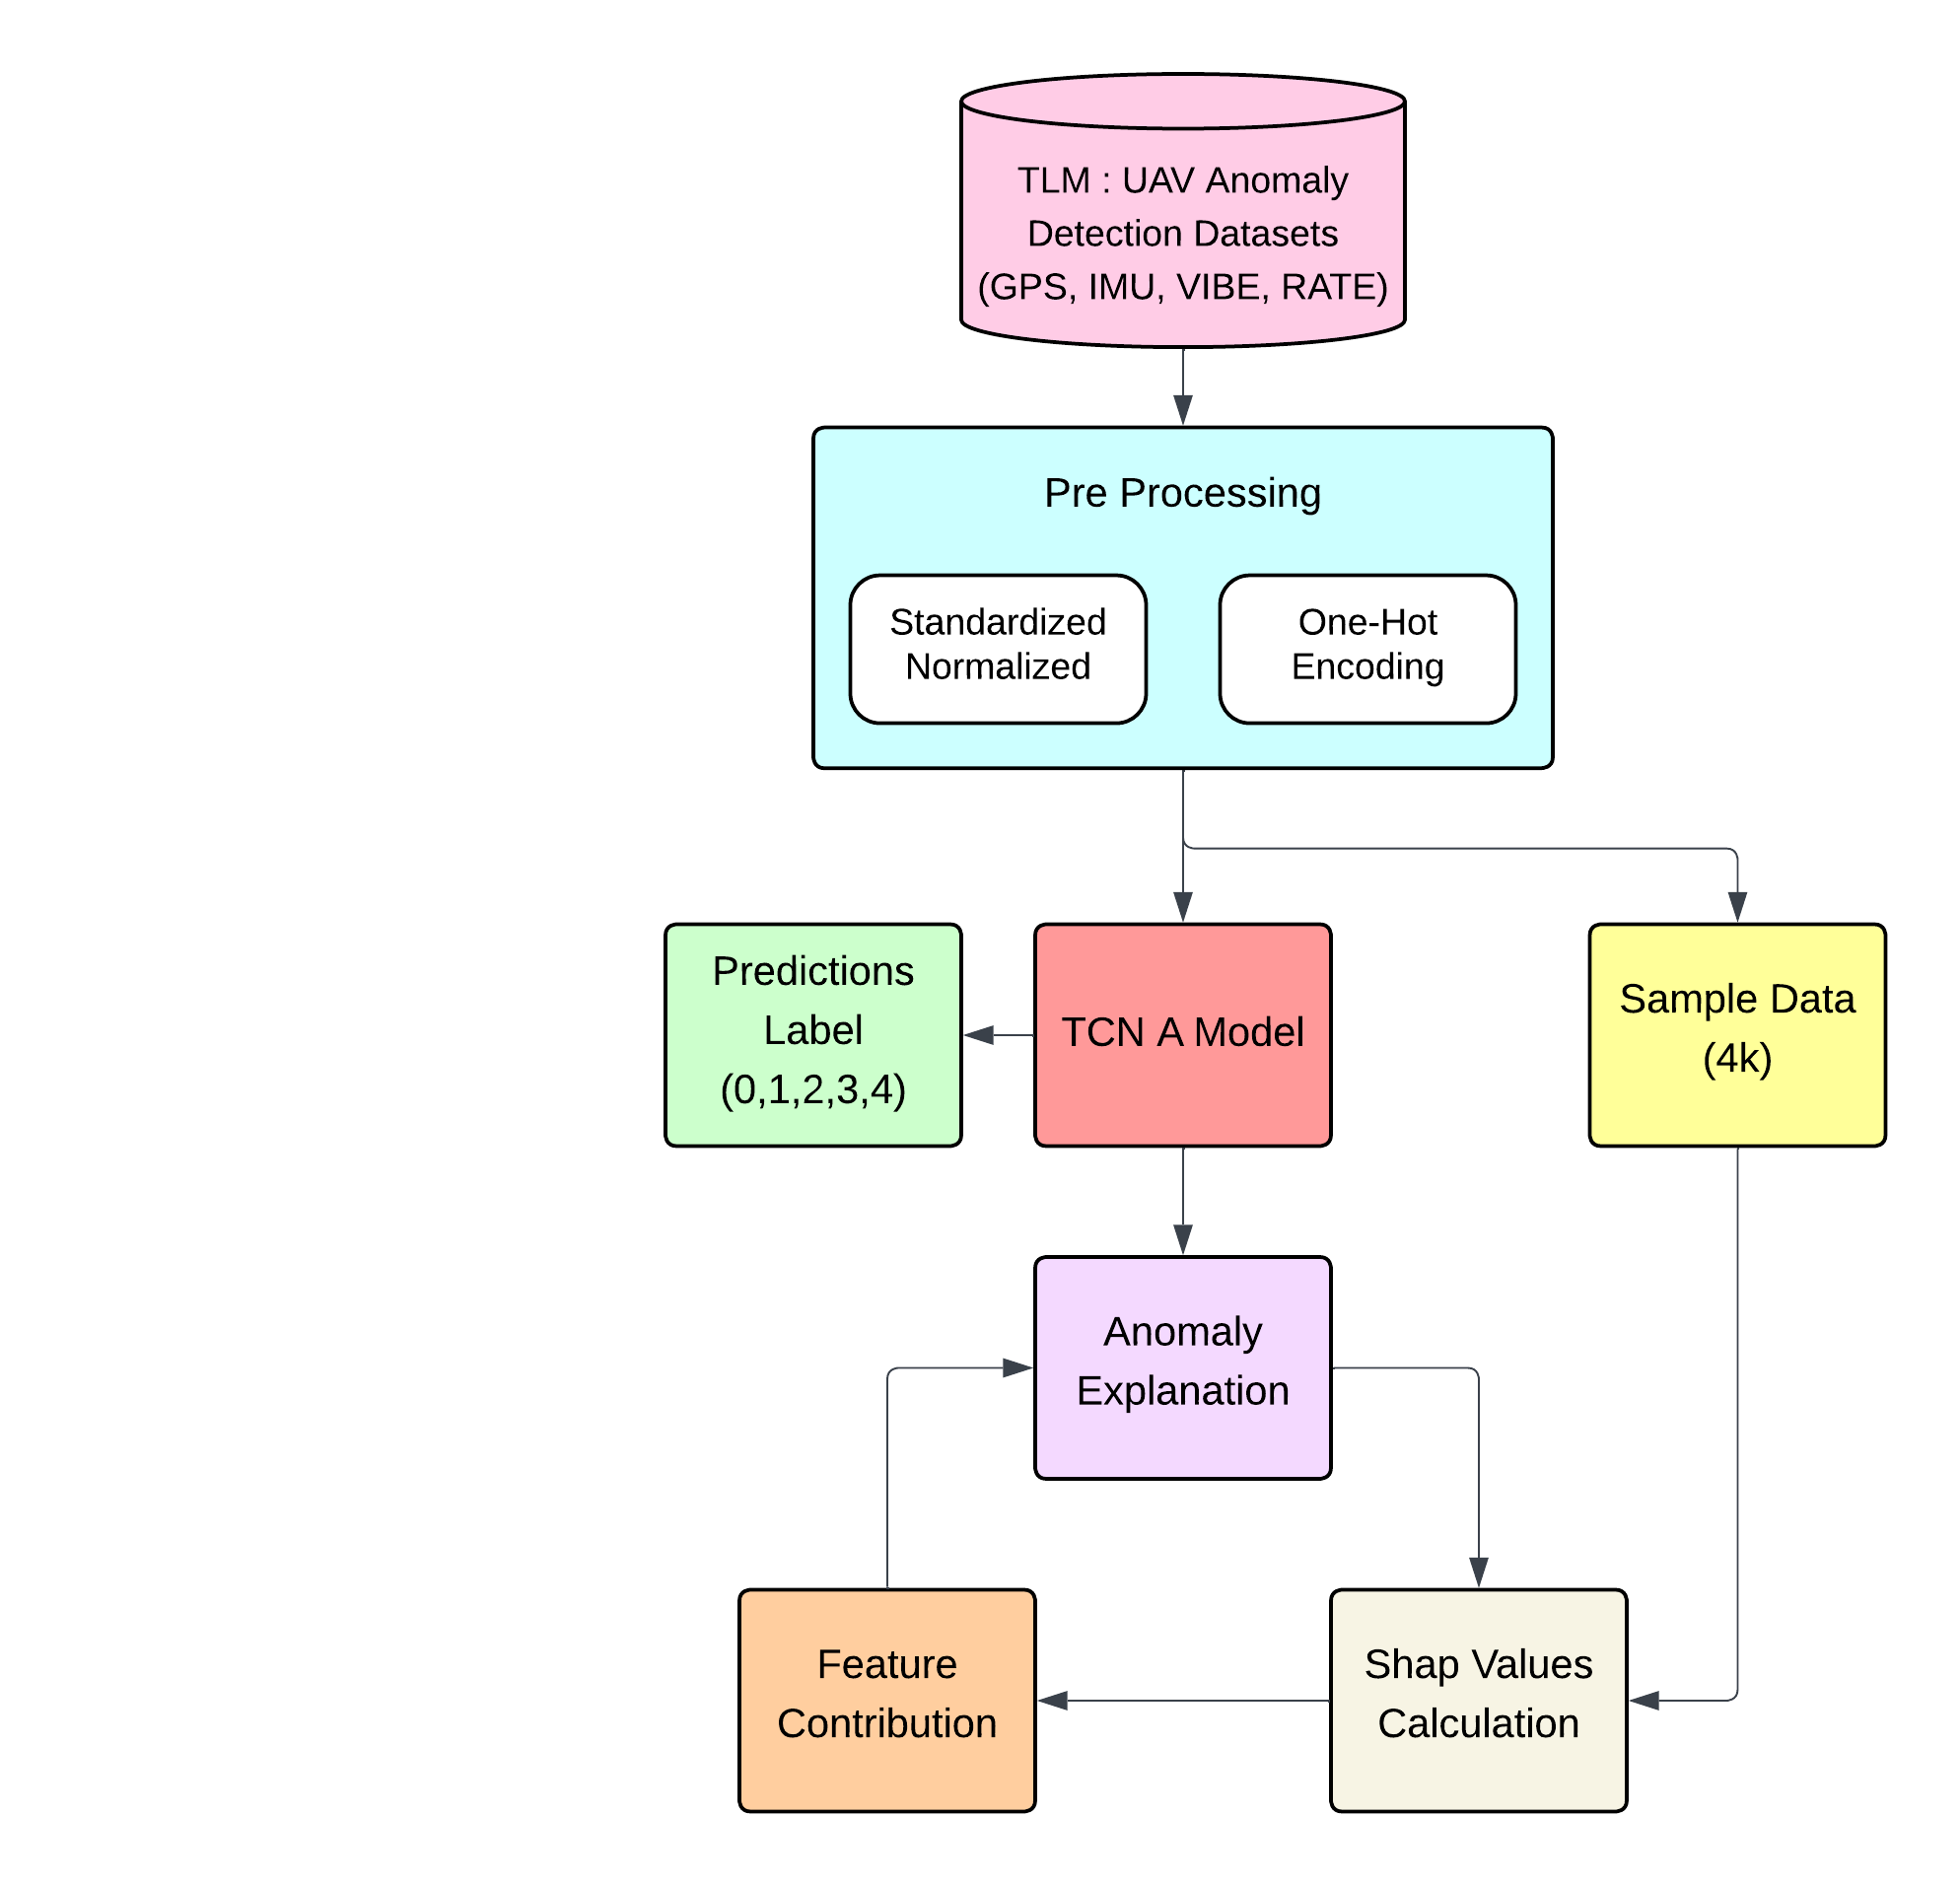 TLM : UAV Anomaly
Detection Datasets
(GPS, IMU, VIBE, RATE)
Pre Processing
Standardized
Normalized
One-Hot
Encoding
Predictions
Label
(0,1,2,3,4)
TCN A Model
Sample Data
(4k)
Anomaly
Explanation
Feature
Contribution
Shap Values
Calculation